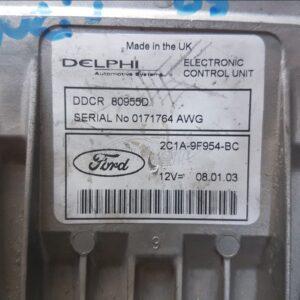 Made in the UK
DELPHI
Automotive Systems
ELECTRONIC
CONTROL UNIT
DDCR 80955D
SERIAL No 0171764 AWG
Ford
2C1A-9F954-BC
12V= 08.01.03
9